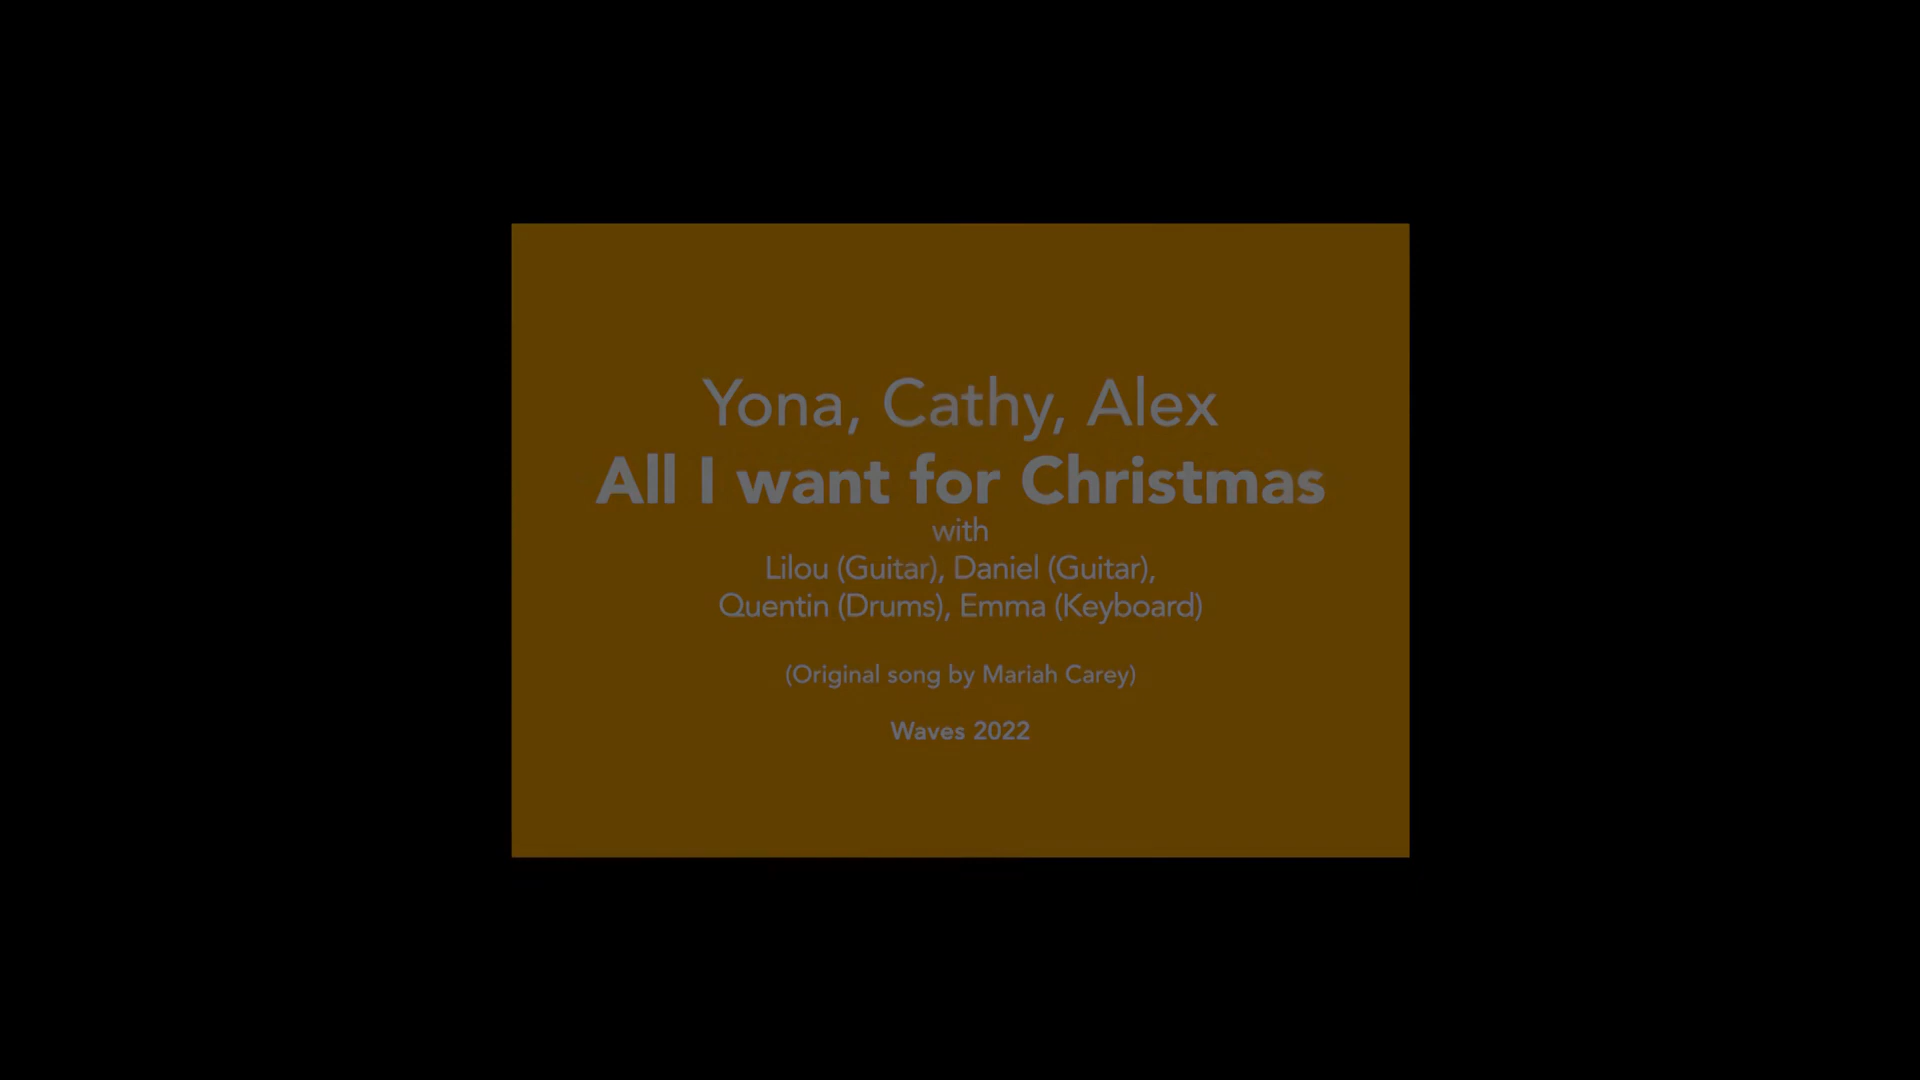 Yona, Cathy, Alex
All I want for Christmas
with
Lilou (Guitar), Daniel (Guitar),
Quentin (Drums), Emma (Keyboard)
(Original song by Mariah Carey)
Waves 2022